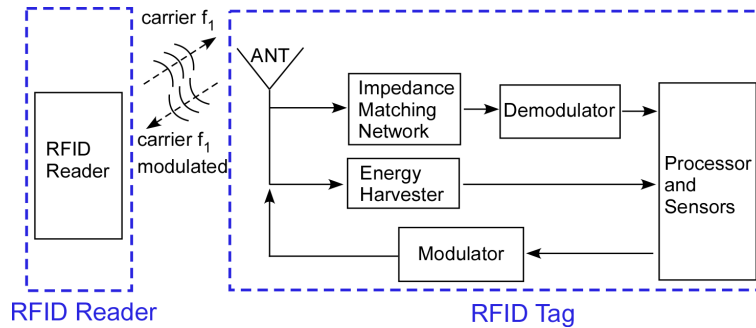 carrier f1
ANT
Impedance
Matching
Network
Demodulator
carrier f1
modulated
RFID
Reader
Energy
Harvester
Processor
and
Sensors
Modulator
RFID Reader
RFID Tag